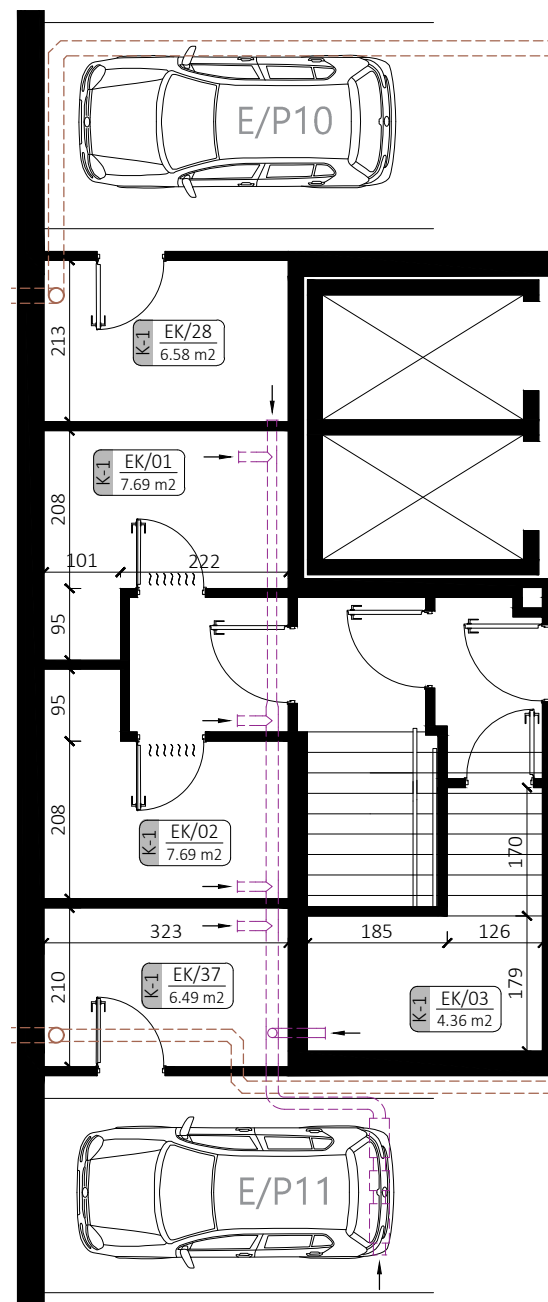 E/P10
213
K-1
EK/28
6.58 m2
K-1
EK/01
7.69 m2
208
101
222
95
95
208
K-1
EK/02
7.69 m2
170
323
185
126
210
K-1
EK/37
6.49 m2
179
K-1
EK/03
4.36 m2
E/P11